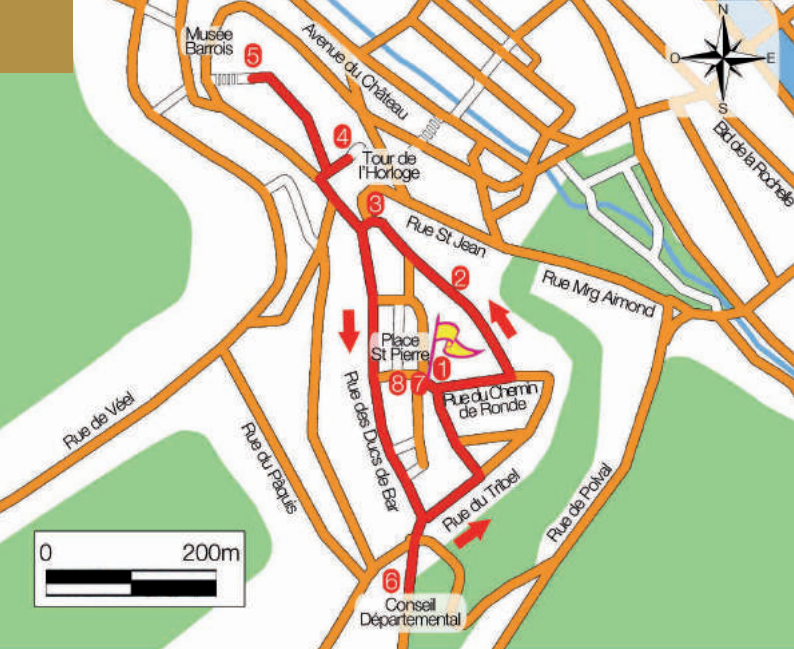 N
O
E
S
Musée
Barrois
5
Avenue du Château
4
Tour de
l'Horloge
Bld de la Rochelle
3
Rue St Jean
2
Rue Mrg Aimond
Place
St Pierre
1
8
7
Rue du Chemin
de Ronde
Rue de Véel
Rue du Pâquis
Rue des Ducs de Bar
Rue du Tribel
Rue de Polval
0
200m
6
Conseil
Départemental